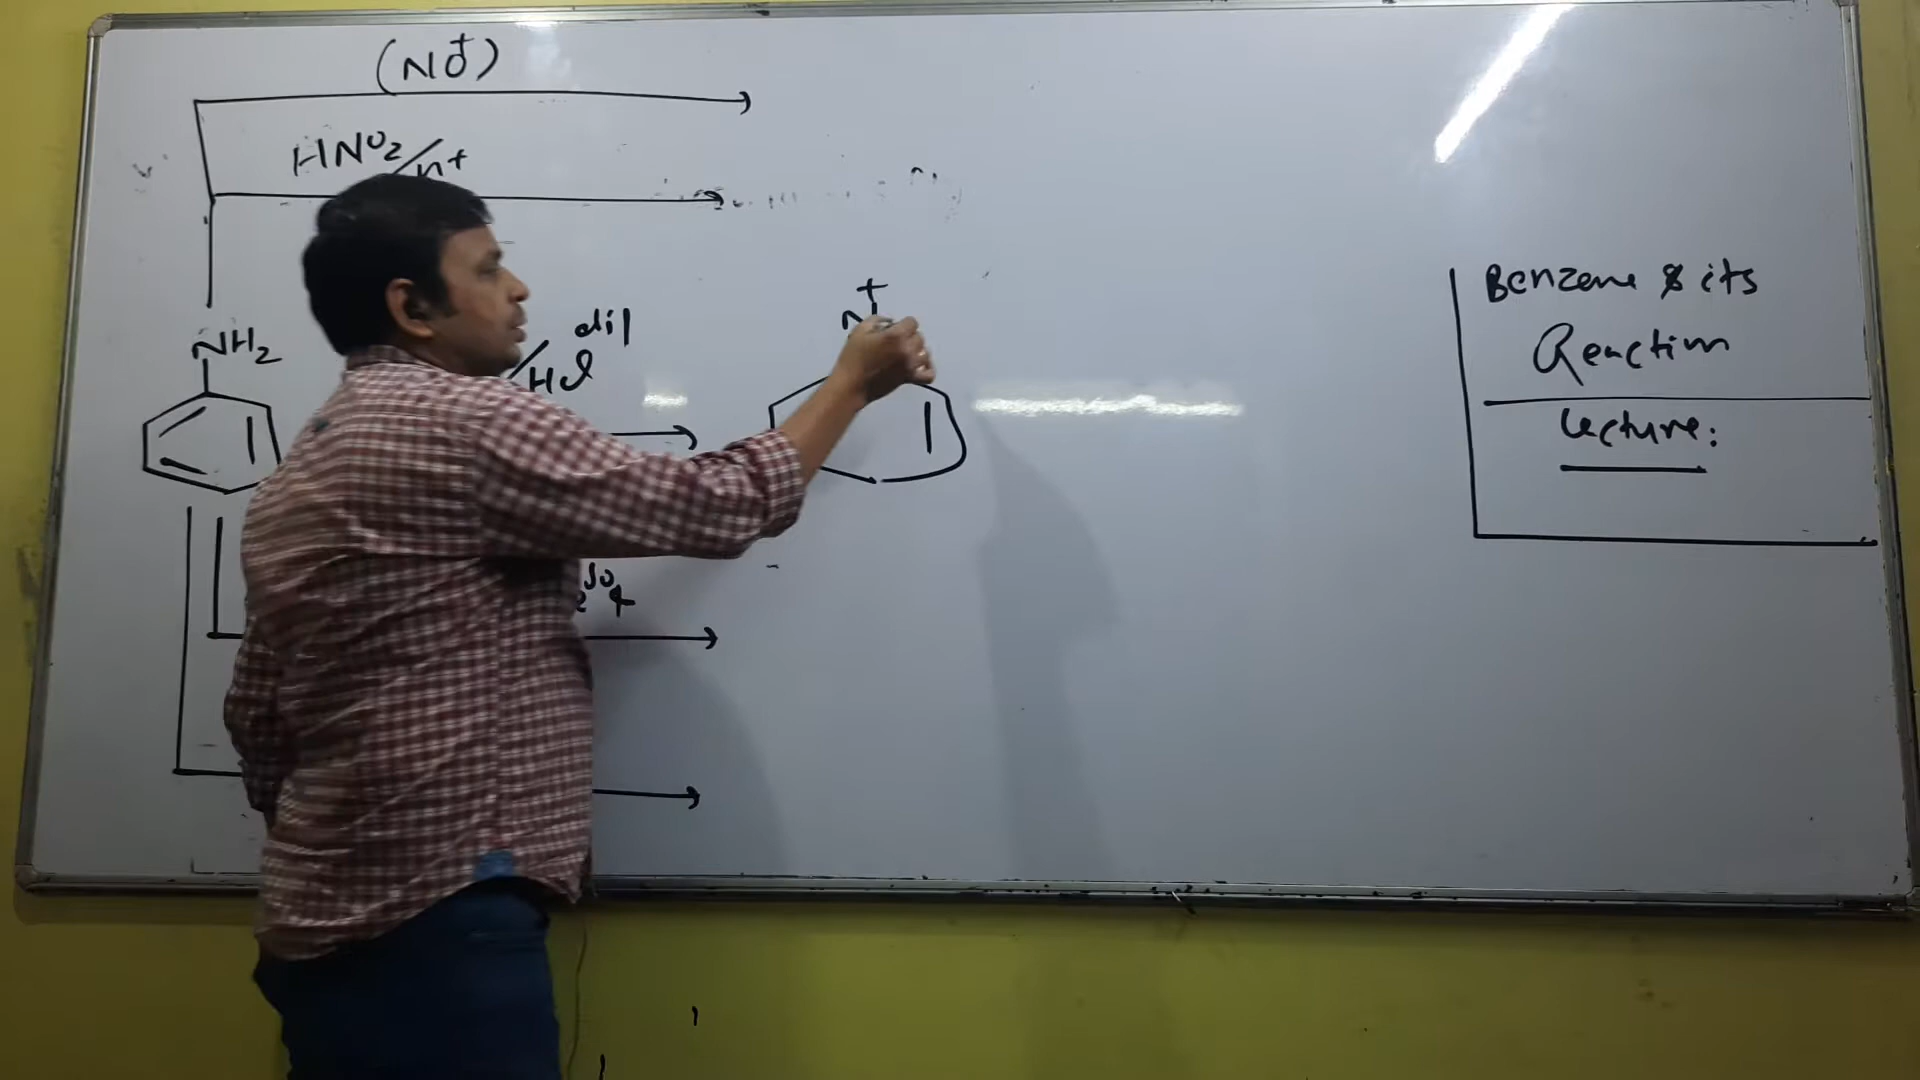 (NO+)
HNO2/H+
NH2
dil
/HCl
+
N
SO4
Benzene & its
Reaction
Lecture: